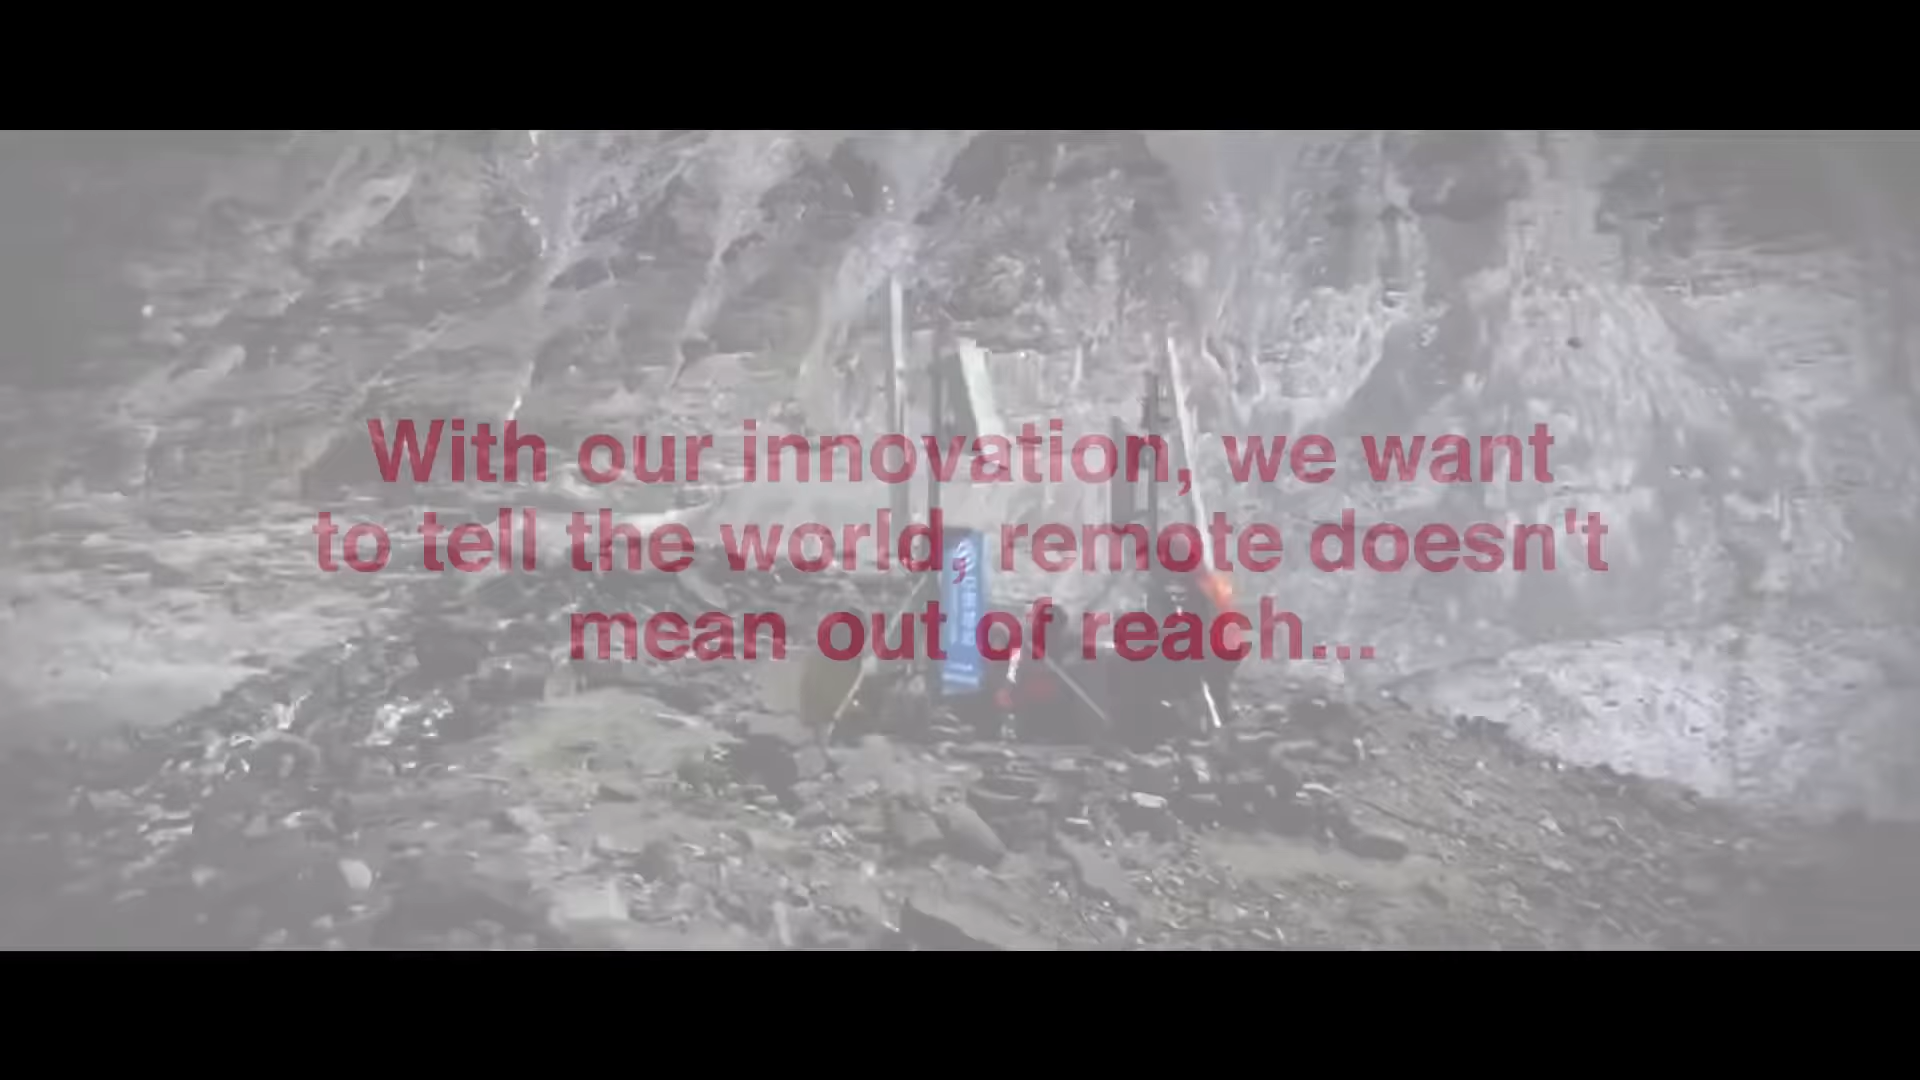 With our innovation, we want
to tell the world, remote doesn't
mean out of reach...